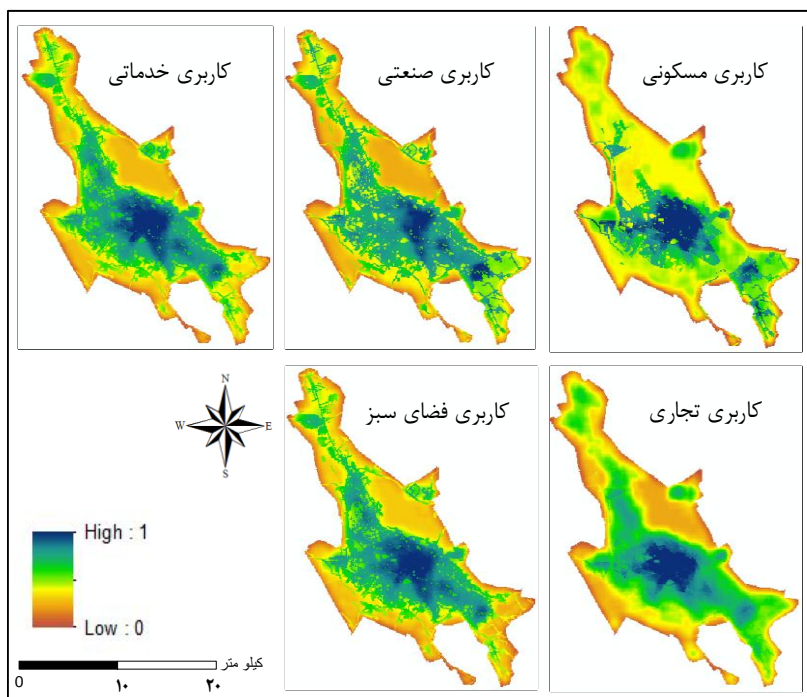 کاربری مسکونی
کاربری صنعتی
کاربری خدماتی
کاربری تجاری
کاربری فضای سبز
N
W E
S
High : 1
Low : 0
کیلو متر
0 ۱۰ ۲۰